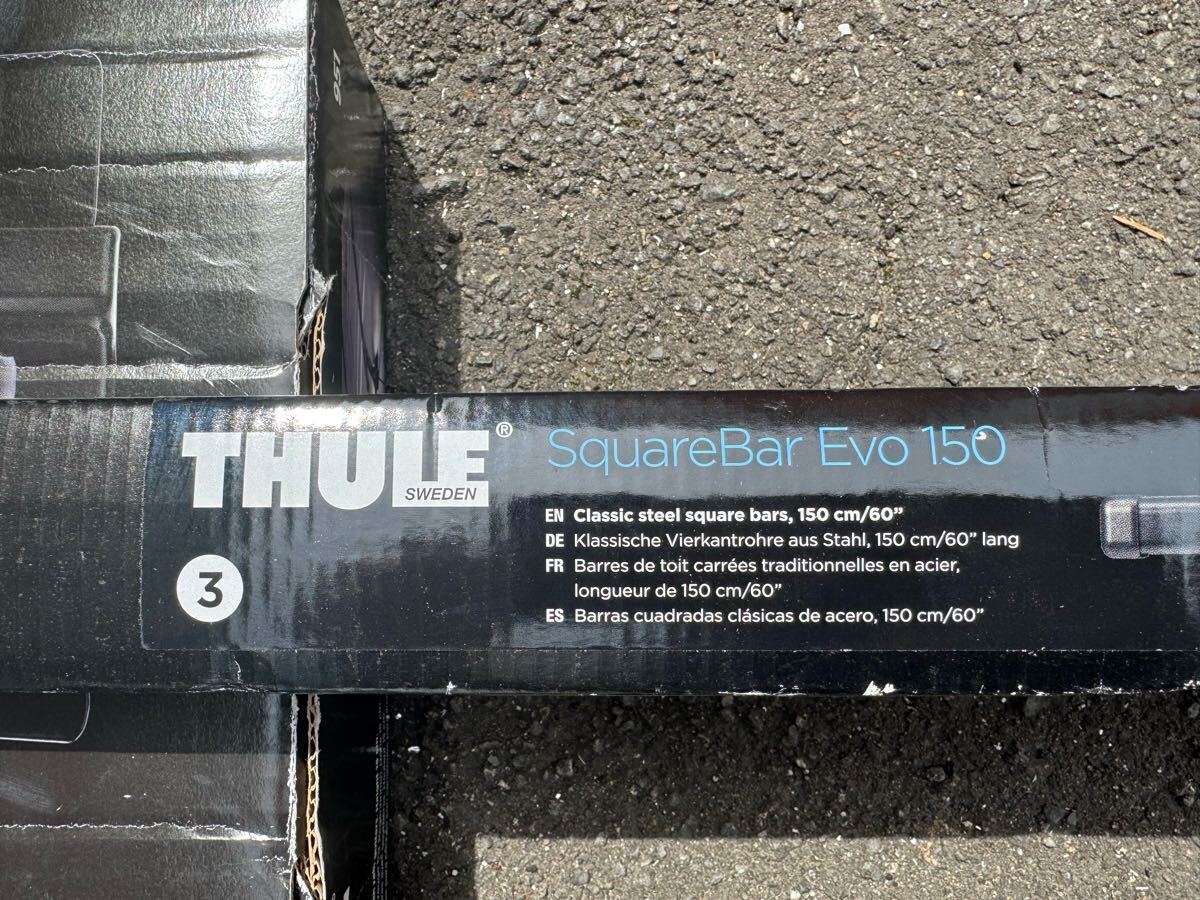 951
THULE®
SWEDEN
SquareBar Evo 150
3
EN Classic steel square bars, 150 cm/60”
DE Klassische Vierkantrohre aus Stahl, 150 cm/60” lang
FR Barres de toit carrées traditionnelles en acier,
longueur de 150 cm/60”
ES Barras cuadradas clásicas de acero, 150 cm/60”